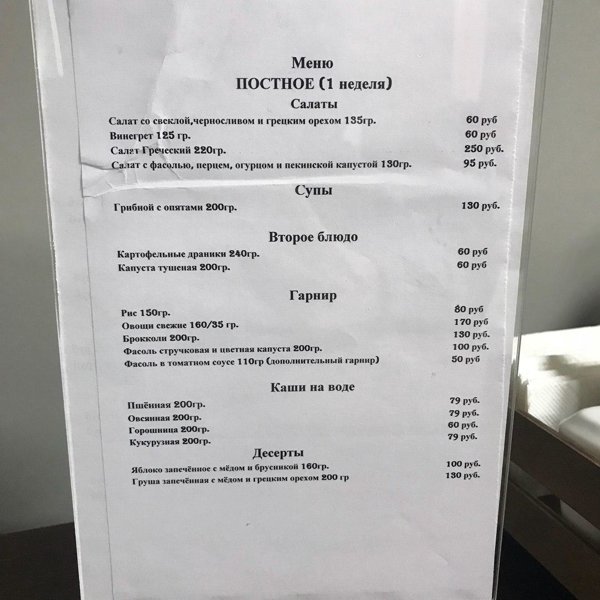 Меню
ПОСТНОЕ (1 неделя)
Салаты
Салат со свеклой,черносливом и грецким орехом 135гр. 60 руб
Винегрет 125 гр. 60 руб
Салат Греческий 220гр. 250 руб.
Салат с фасолью, перцем, огурцом и пекинской капустой 130гр. 95 руб.
Супы
Грибной с опятами 200гр. 130 руб.
Второе блюдо
Картофельные драники 240гр. 60 руб
Капуста тушеная 200гр. 60 руб
Гарнир
Рис 150гр. 80 руб
Овощи свежие 160/35 гр. 170 руб
Брокколи 200гр. 130 руб.
Фасоль стручковая и цветная капуста 200гр. 100 руб.
Фасоль в томатном соусе 110гр (дополнительный гарнир) 50 руб
Каши на воде
Пшённая 200гр. 79 руб.
Овсянная 200гр. 79 руб.
Горошница 200гр. 60 руб.
Кукурузная 200гр. 79 руб.
Десерты
Яблоко запечённое с мёдом и брусникой 160гр. 100 руб.
Груша запечённая с мёдом и грецким орехом 200 гр 130 руб.